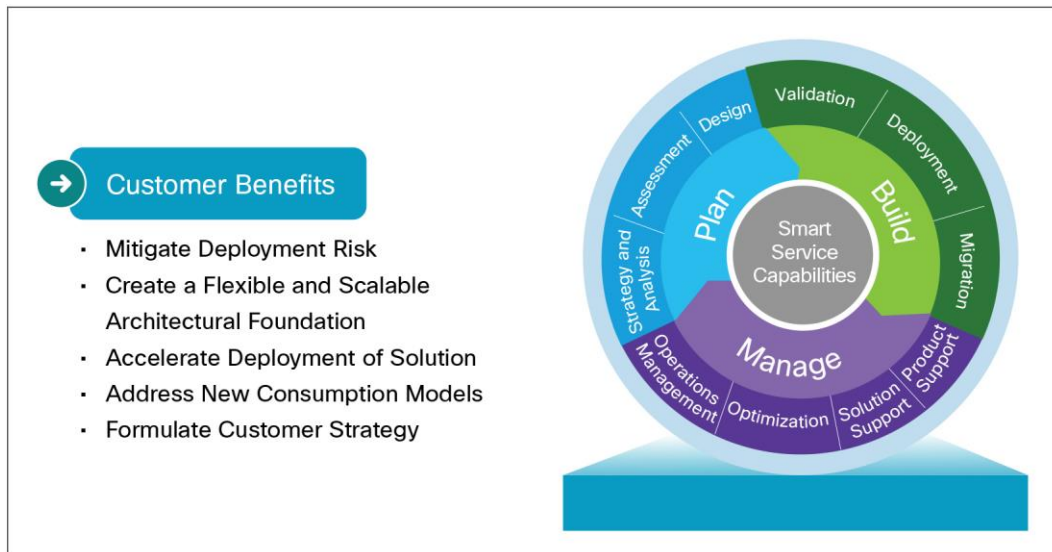 Customer Benefits
· Mitigate Deployment Risk
· Create a Flexible and Scalable
Architectural Foundation
· Accelerate Deployment of Solution
· Address New Consumption Models
· Formulate Customer Strategy
Smart
Service
Capabilities
Plan
Build
Manage
Strategy and
Analysis
Assessment
Design
Validation
Deployment
Migration
Product
Support
Solution
Support
Optimization
Operations
Management